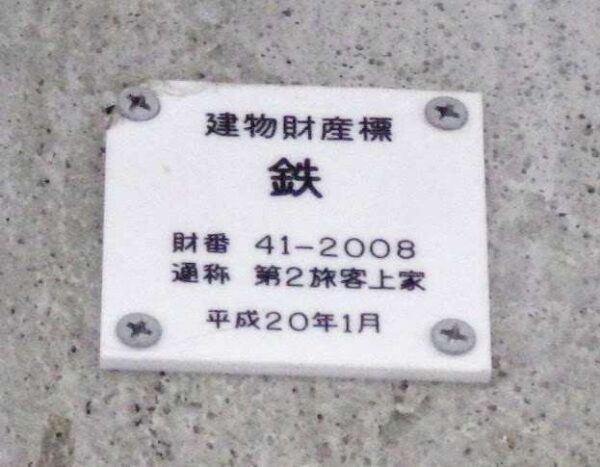 建物財産標
鉄
財番 41-2008
通称 第2旅客上家
平成20年1月